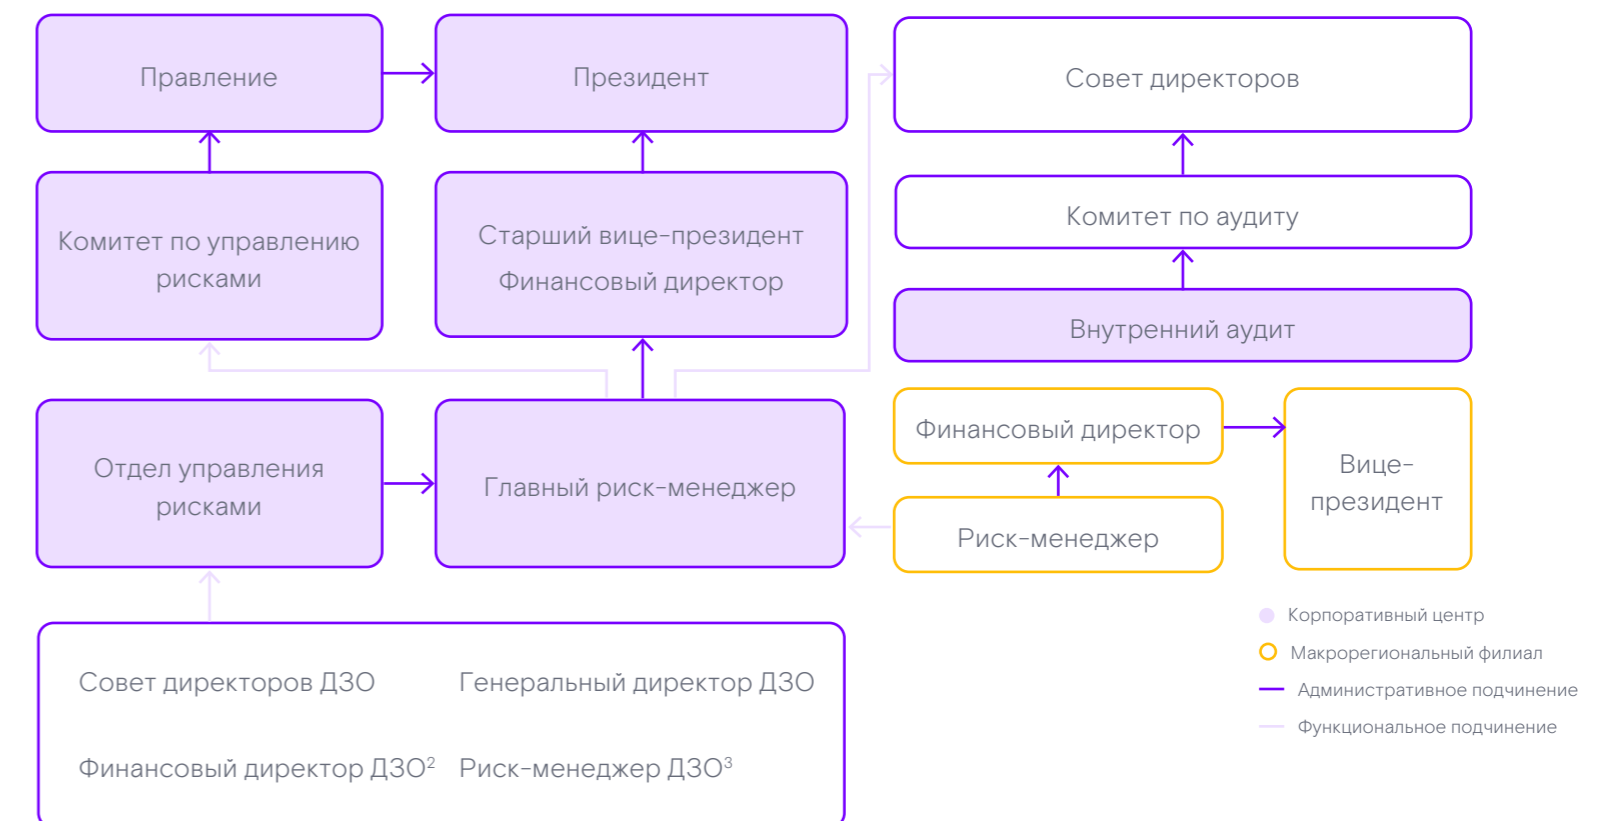 Правление
Президент
Совет директоров
Комитет по управлению
рисками
Старший вице-президент
Финансовый директор
Комитет по аудиту
Внутренний аудит
Отдел управления
рисками
Главный риск-менеджер
Финансовый директор
Риск-менеджер
Вице-
президент
Совет директоров ДЗО
Генеральный директор ДЗО
Финансовый директор ДЗО²
Риск-менеджер ДЗО³
Корпоративный центр
Макрорегиональный филиал
Административное подчинение
Функциональное подчинение